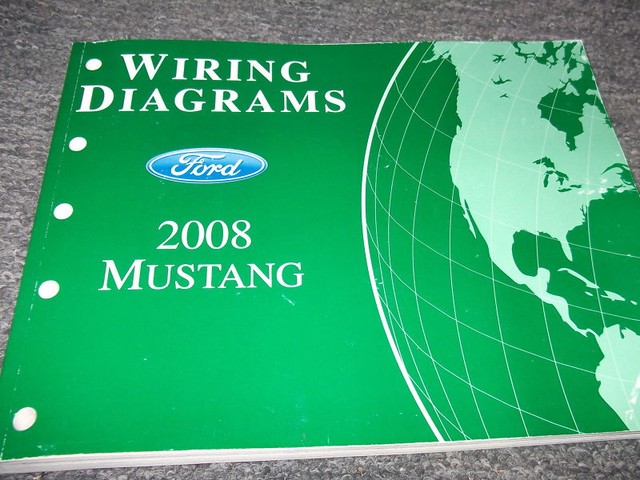 WIRING
DIAGRAMS
Ford
2008
MUSTANG